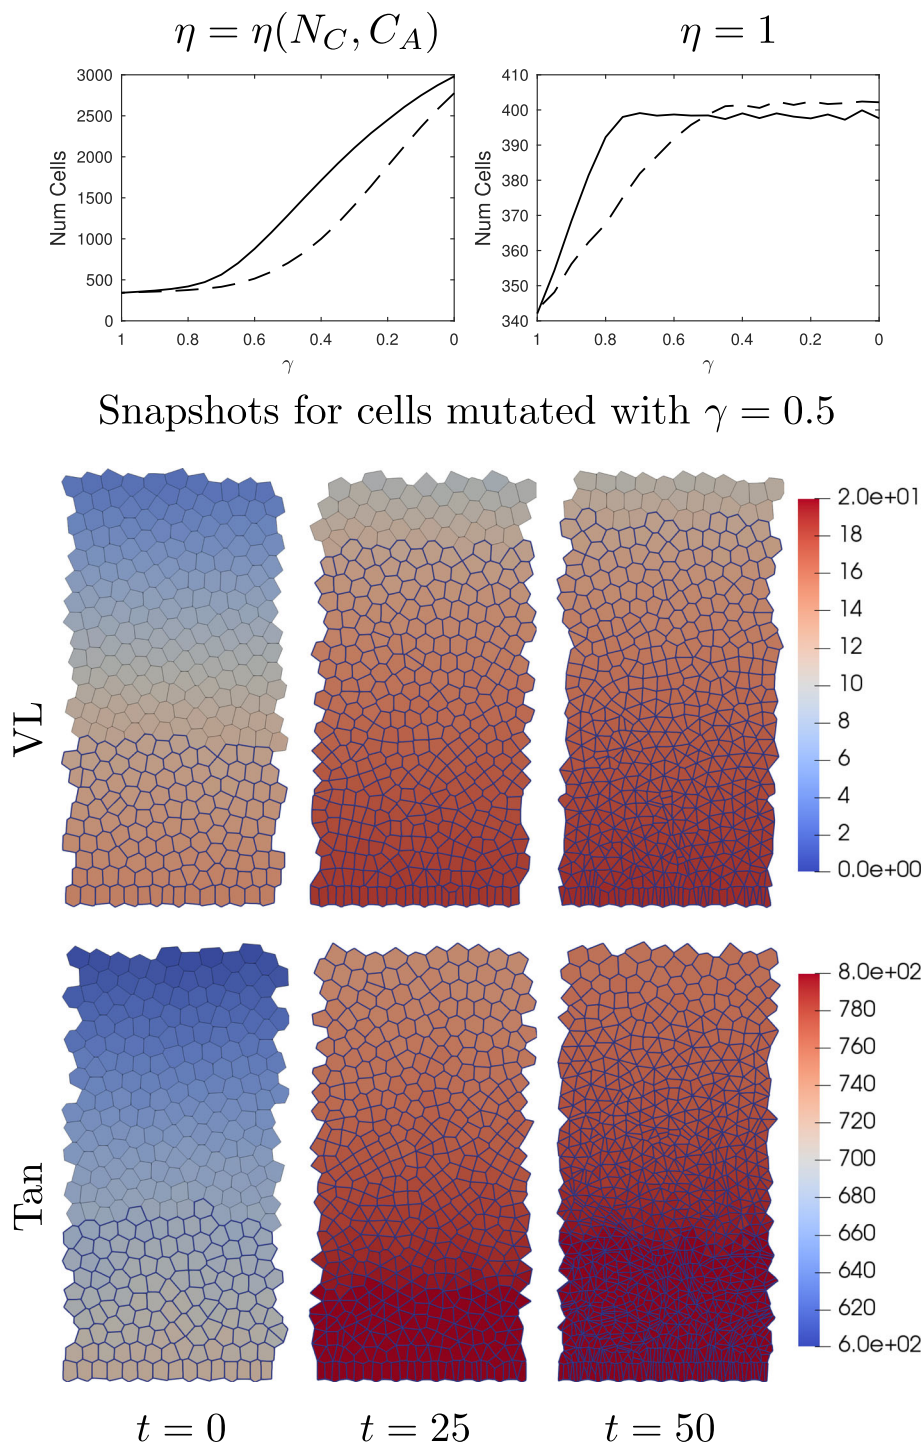 η = η(N_C, C_A)
η = 1
3000
2500
2000
1500
1000
500
0
Num Cells
1 0.8 0.6 0.4 0.2 0
γ
410
400
390
380
370
360
350
340
Num Cells
1 0.8 0.6 0.4 0.2 0
γ
Snapshots for cells mutated with γ = 0.5
VL
2.0e+01
18
16
14
12
10
8
6
4
2
0.0e+00
Tan
8.0e+02
780
760
740
720
700
680
660
640
620
6.0e+02
t = 0
t = 25
t = 50